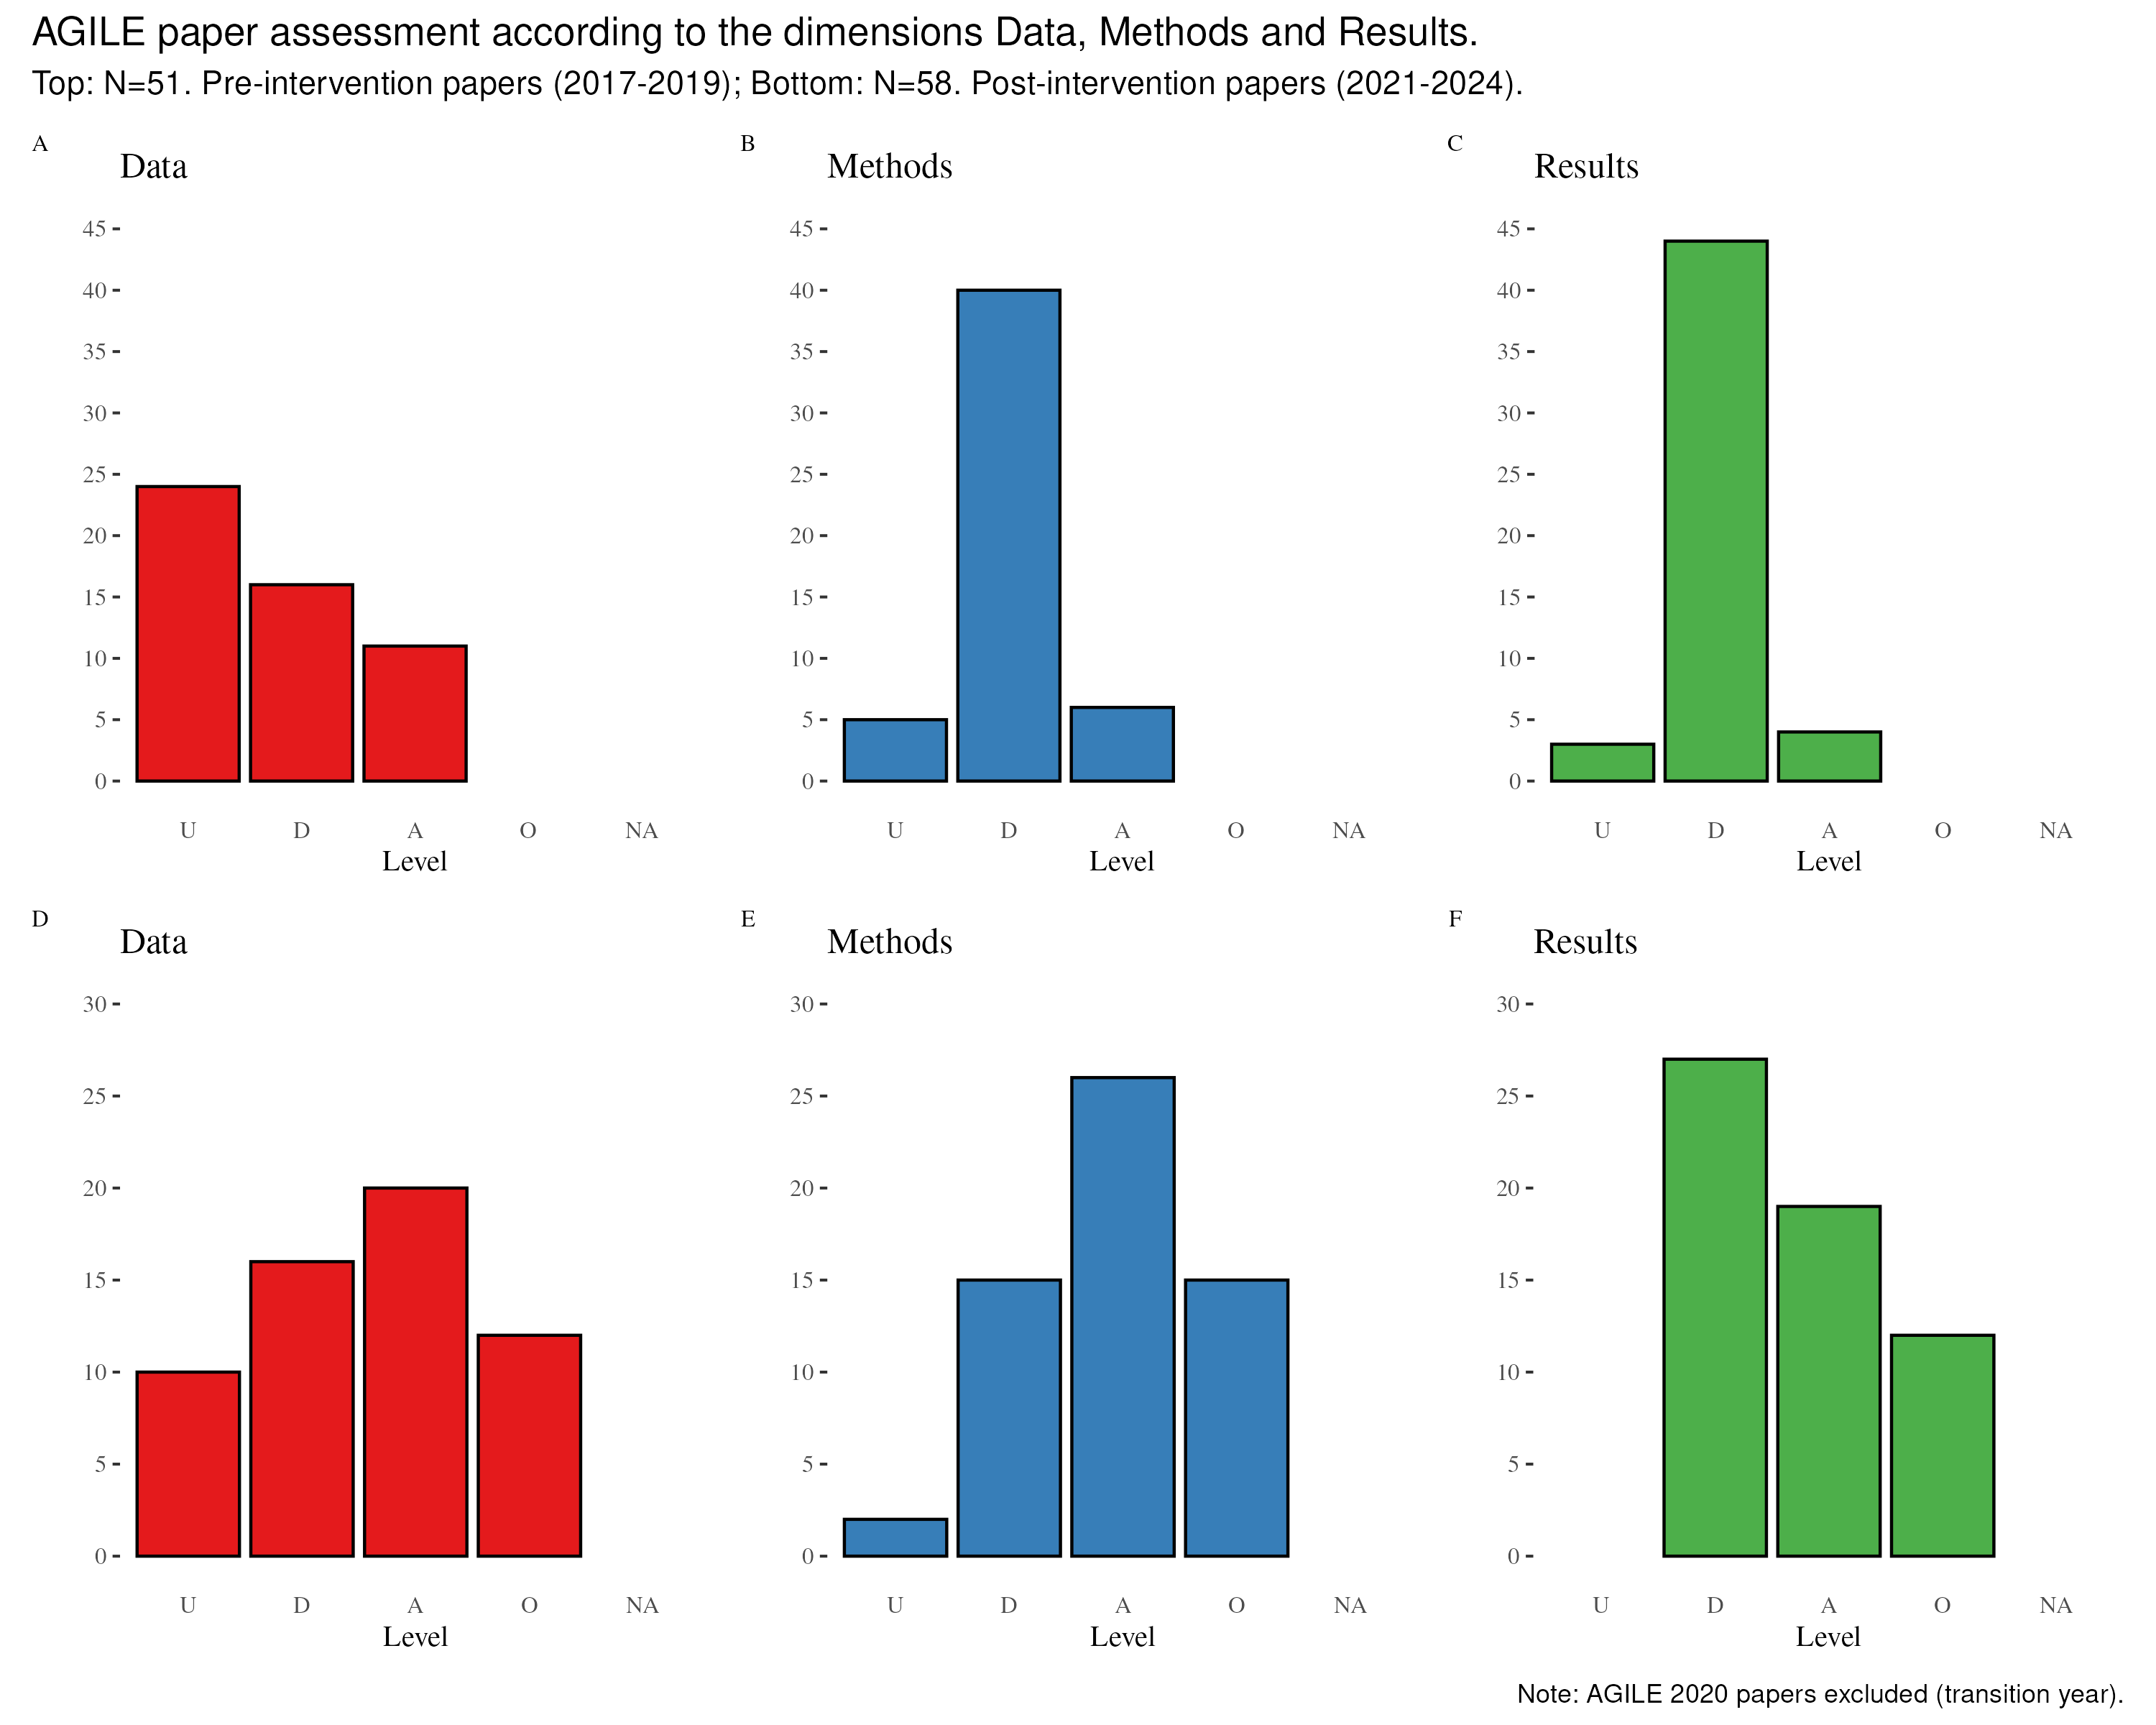 AGILE paper assessment according to the dimensions Data, Methods and Results.
Top: N=51. Pre-intervention papers (2017-2019); Bottom: N=58. Post-intervention papers (2021-2024).
A
Data
45
40
35
30
25
20
15
10
5
0
U D A O NA
Level
B
Methods
45
40
35
30
25
20
15
10
5
0
U D A O NA
Level
C
Results
45
40
35
30
25
20
15
10
5
0
U D A O NA
Level
D
Data
30
25
20
15
10
5
0
U D A O NA
Level
E
Methods
30
25
20
15
10
5
0
U D A O NA
Level
F
Results
30
25
20
15
10
5
0
U D A O NA
Level
Note: AGILE 2020 papers excluded (transition year).